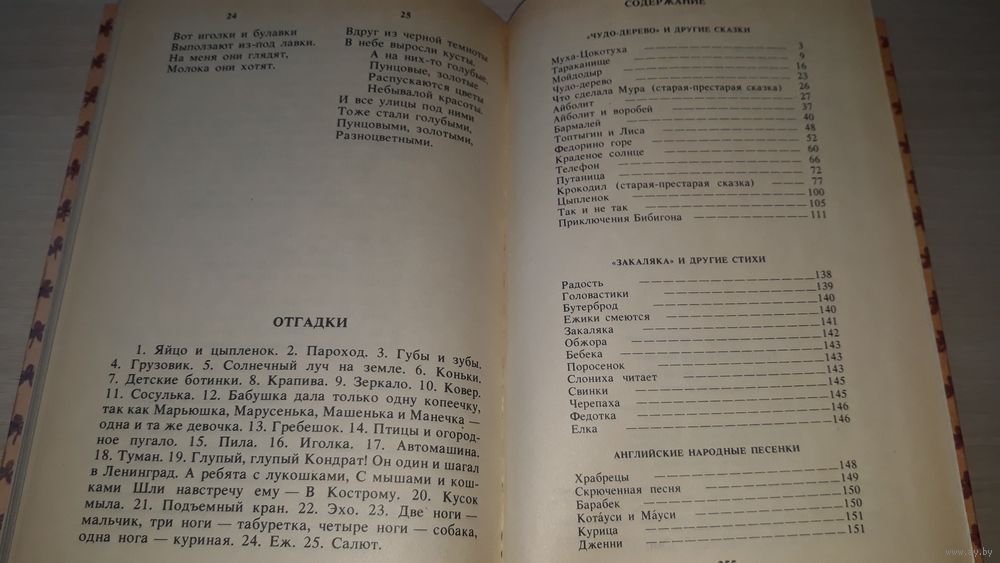 24
Вот иголки и булавки
Выползают из-под лавки.
На меня они глядят,
Молока они хотят.
25
Вдруг из черной темноты
В небе выросли кусты.
А на них-то голубые,
Пунцовые, золотые
Распускаются цветы
Небывалой красоты.
И все улицы под ними
Тоже стали голубыми,
Пунцовыми, золотыми,
Разноцветными.
ОТГАДКИ
1. Яйцо и цыпленок. 2. Пароход. 3. Губы и зубы.
4. Грузовик. 5. Солнечный луч на земле. 6. Коньки.
7. Детские ботинки. 8. Крапива. 9. Зеркало. 10. Ковер.
11. Сосулька. 12. Бабушка дала только одну копеечку,
так как Марьюшка, Марусенька, Машенька и Манечка —
одна и та же девочка. 13. Гребешок. 14. Птицы и огород-
ное пугало. 15. Пила. 16. Иголка. 17. Автомашина.
18. Туман. 19. Глупый, глупый Кондрат! Он один и шагал
в Ленинград. А ребята с лукошками, С мышами и кош-
ками Шли навстречу ему — В Кострому. 20. Кусок
мыла. 21. Подъемный кран. 22. Эхо. 23. Две ноги —
мальчик, три ноги — табуретка, четыре ноги — собака,
одна нога — куриная. 24. Еж. 25. Салют.
СОДЕРЖАНИЕ
«ЧУДО-ДЕРЕВО» И ДРУГИЕ СКАЗКИ
Муха-Цокотуха 3
Тараканище 9
Мойдодыр 16
Чудо-дерево 23
Что сделала Мура (старая-престарая сказка) 26
Айболит 27
Айболит и воробей 37
Бармалей 40
Топтыгин и Лиса 48
Федорино горе 52
Краденое солнце 60
Телефон 66
Путаница 72
Крокодил (старая-престарая сказка) 77
Цыпленок 100
Так и не так 105
Приключения Бибигона 111
«ЗАКАЛЯКА» И ДРУГИЕ СТИХИ
Радость 138
Головастики 139
Бутерброд 140
Ежики смеются 140
Закаляка 141
Обжора 142
Бебека 143
Поросенок 143
Слониха читает 143
Свинки 145
Черепаха 145
Федотка 146
Елка 146
АНГЛИЙСКИЕ НАРОДНЫЕ ПЕСЕНКИ
Храбрецы 148
Скрюченная песня 149
Барабек 150
Котáуси и Мáуси 150
Курица 151
Дженни 151